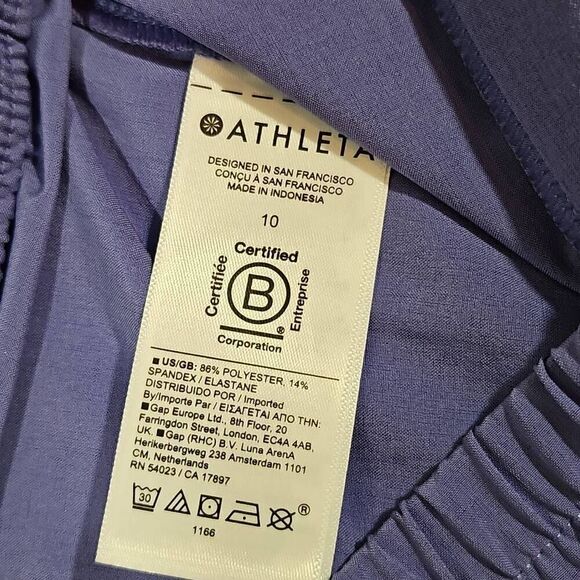 ATHLETA
DESIGNED IN SAN FRANCISCO
CONÇU À SAN FRANCISCO
MADE IN INDONESIA
10
Certified
Certifiée
B
Entreprise
®
Corporation
■ US/GB: 86% POLYESTER, 14%
SPANDEX / ELASTANE
DISTRIBUIDO POR / Imported
By/Importe Par / ΕΙΣΑΓΕΤΑΙ ΑΠΟ ΤΗΝ:
■ Gap Europe Ltd., 8th Floor, 20
Farringdon Street, London, EC4A 4AB,
UK. ■ Gap (RHC) B.V. Luna ArenA
Herikerbergweg 238 Amsterdam 1101
CM, Netherlands
RN 54023 / CA 17897
30
®
1166